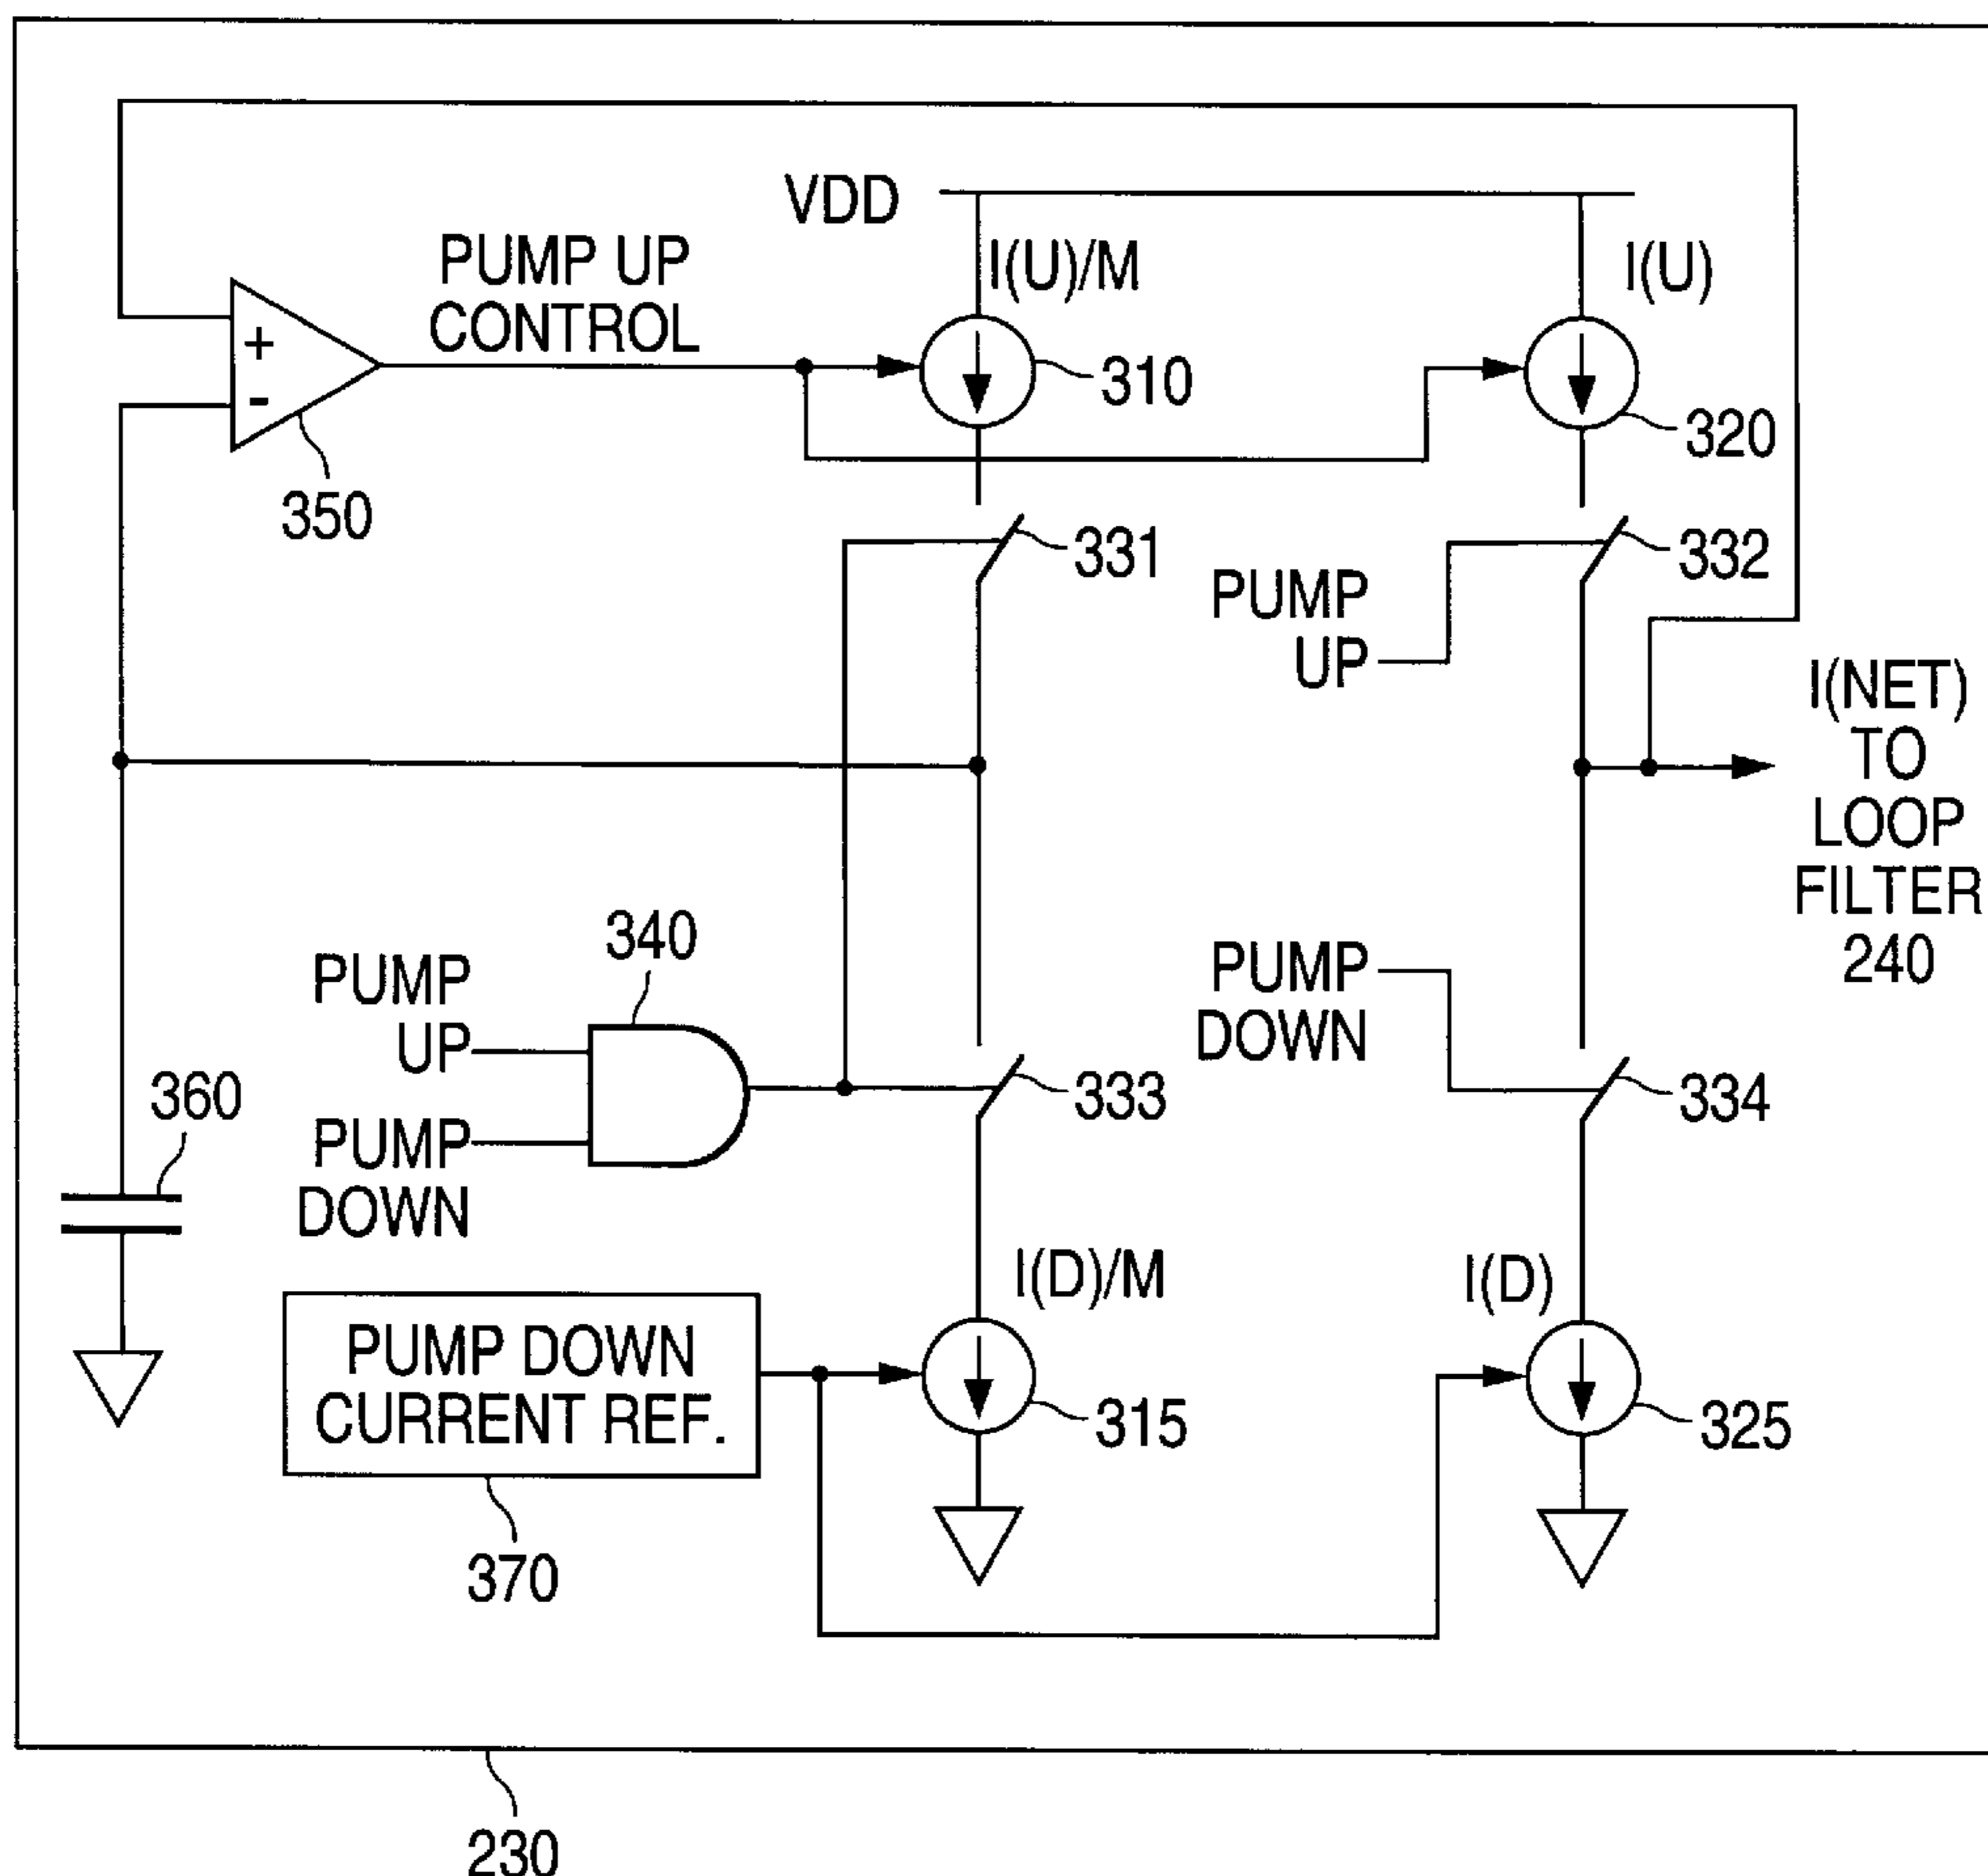 VDD
PUMP UP
CONTROL
I(U)/M
I(U)
+
-
310
320
350
331
332
PUMP
UP
I(NET)
TO
LOOP
FILTER
240
340
PUMP
UP
PUMP
DOWN
360
PUMP
DOWN
333
334
I(D)/M
I(D)
PUMP DOWN
CURRENT REF.
315
325
370
230